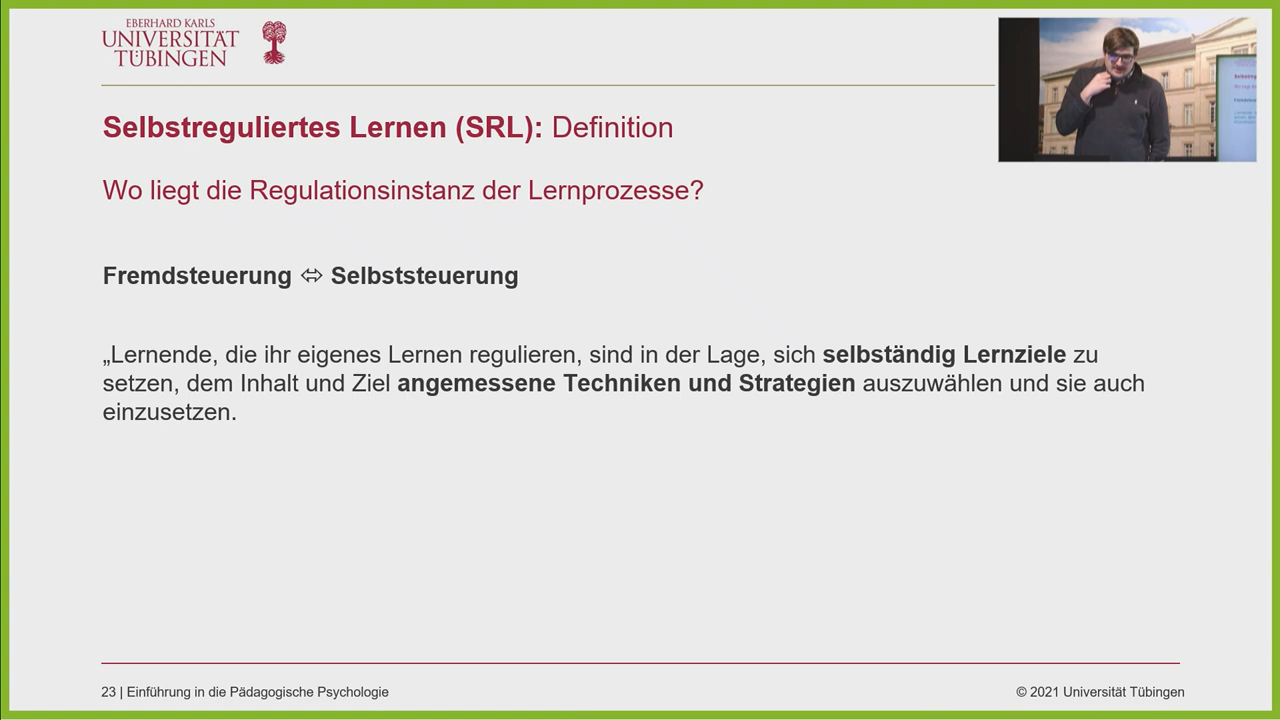 EBERHARD KARLS
UNIVERSITÄT
TÜBINGEN
Selbstreguliertes Lernen (SRL): Definition
Wo liegt die Regulationsinstanz der Lernprozesse?
Fremdsteuerung ⬄ Selbststeuerung
„Lernende, die ihr eigenes Lernen regulieren, sind in der Lage, sich selbständig Lernziele zu
setzen, dem Inhalt und Ziel angemessene Techniken und Strategien auszuwählen und sie auch
einzusetzen.
23 | Einführung in die Pädagogische Psychologie
© 2021 Universität Tübingen